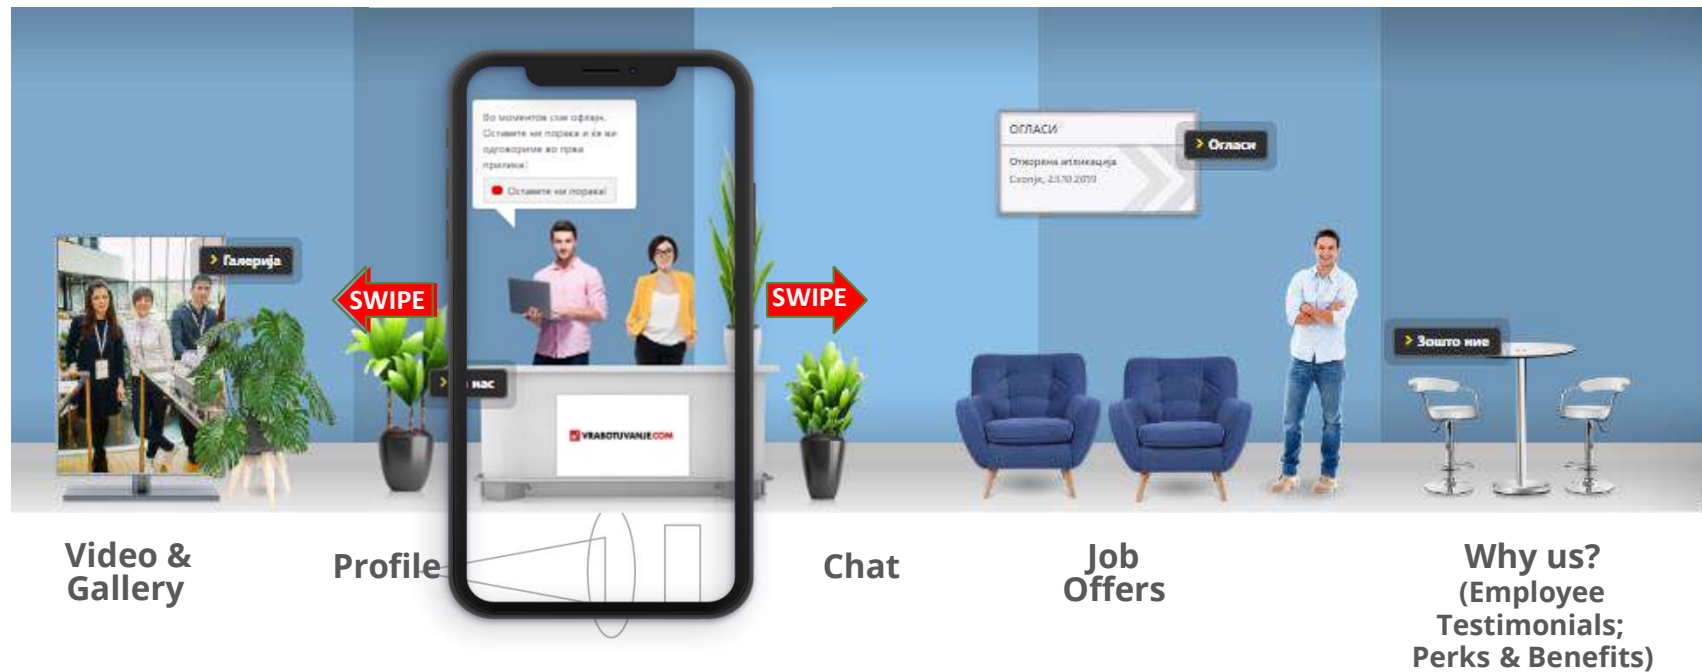 Во моментов сме офлајн.
Оставете ни порака и ќе ви
одговориме во прва
прилика!
Оставете ни порака!
ОГЛАСИ
Отворена апликација
Скопје, 23.10.2019
> Огласи
> Галерија
SWIPE
SWIPE
> Зошто ние
> нас
VRABOTUVANJE.COM
Video &
Gallery
Profile
Chat
Job
Offers
Why us?
(Employee
Testimonials;
Perks & Benefits)